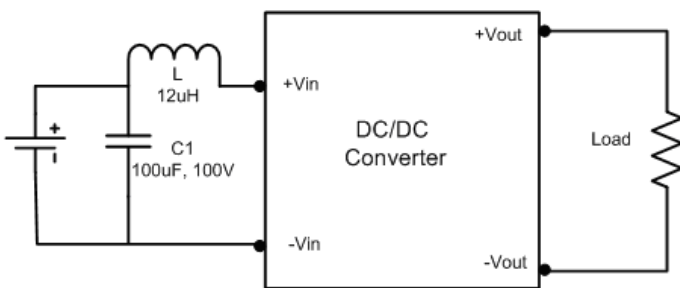 +Vout
L
12uH
+Vin
+
-
C1
100uF, 100V
DC/DC
Converter
Load
-Vin
-Vout